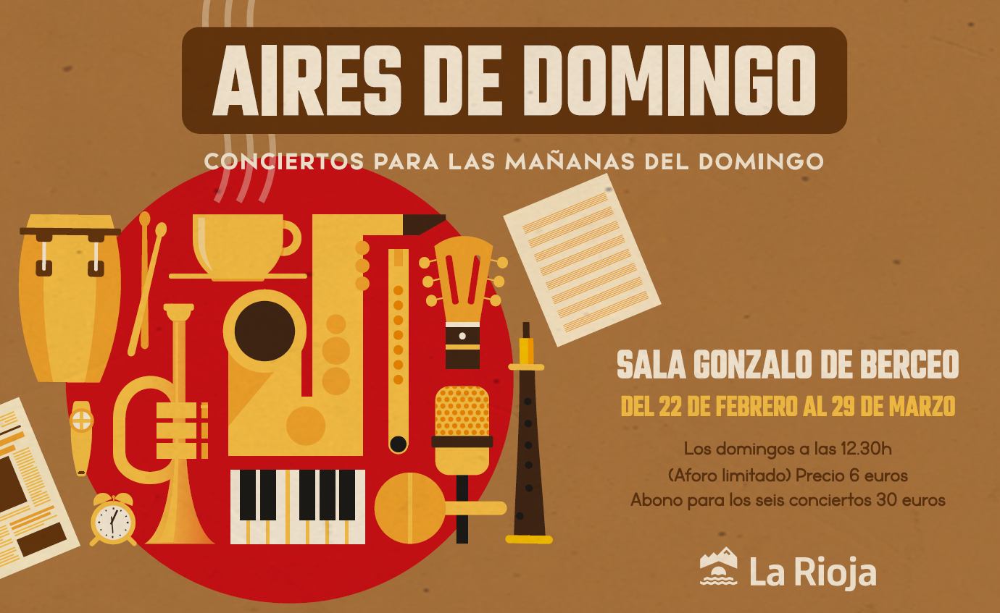 AIRES DE DOMINGO
CONCIERTOS PARA LAS MAÑANAS DEL DOMINGO
SALA GONZALO DE BERCEO
DEL 22 DE FEBRERO AL 29 DE MARZO
Los domingos a las 12.30h
(Aforo limitado) Precio 6 euros
Abono para los seis conciertos 30 euros
La Rioja